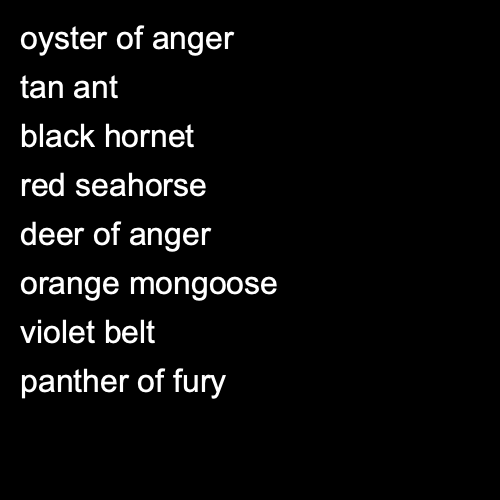 oyster of anger
tan ant
black hornet
red seahorse
deer of anger
orange mongoose
violet belt
panther of fury